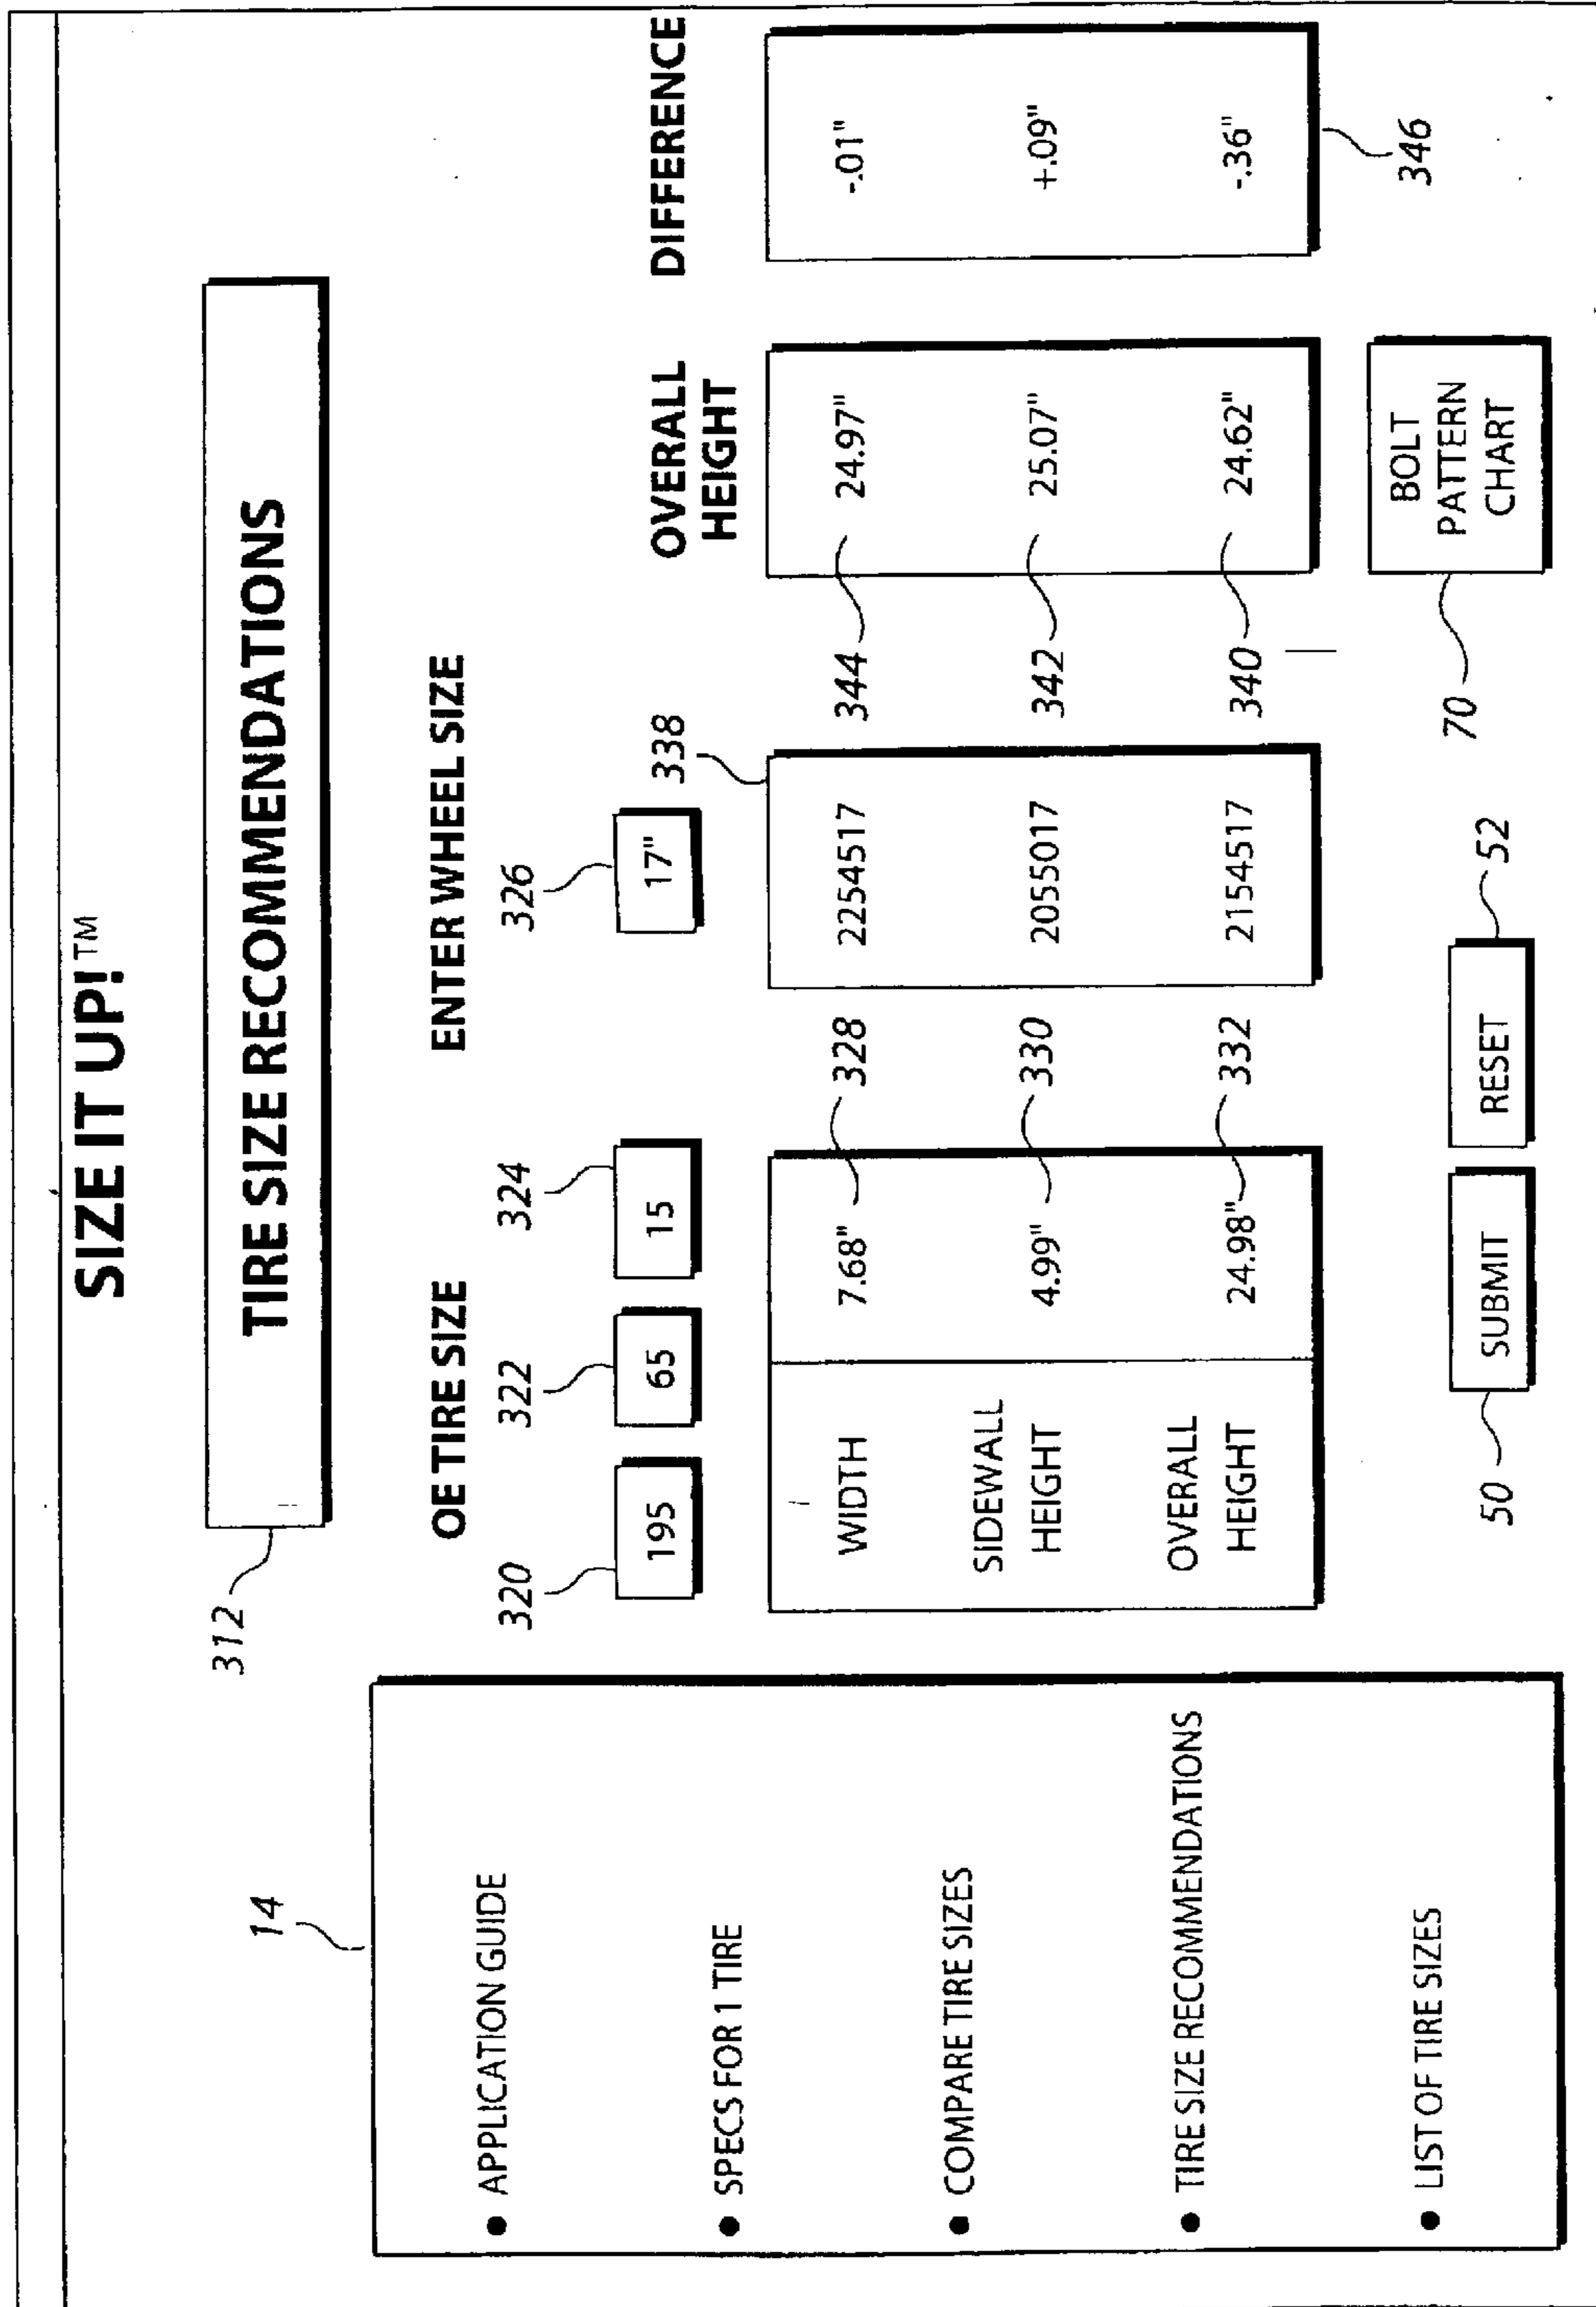 SIZE IT UP!™
312
TIRE SIZE RECOMMENDATIONS
14
• APPLICATION GUIDE
• SPECS FOR 1 TIRE
• COMPARE TIRE SIZES
• TIRE SIZE RECOMMENDATIONS
• LIST OF TIRE SIZES
OE TIRE SIZE
ENTER WHEEL SIZE
320 322 324 326
195 65 15 17"
338
OVERALL
HEIGHT
DIFFERENCE
WIDTH 7.68" 328 2254517 344 24.97" -.01"
SIDEWALL
HEIGHT 4.99" 330 2055017 342 25.07" +.09"
OVERALL
HEIGHT 24.98" 332 2154517 340 24.62" -.36"
346
50 SUBMIT RESET 52
70
BOLT
PATTERN
CHART